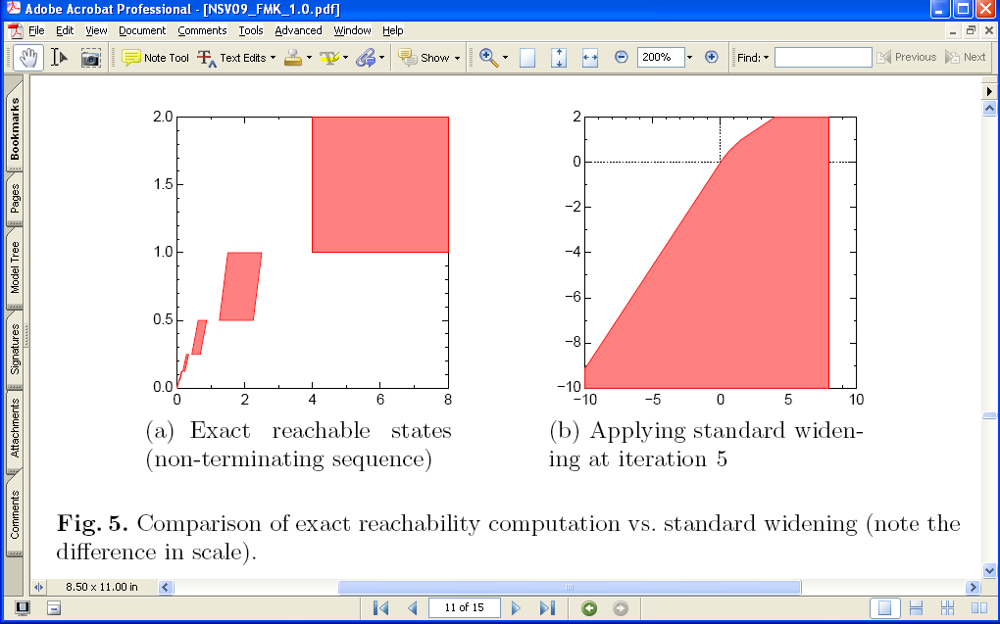 Adobe Acrobat Professional - [NSV09_FMK_1.0.pdf]
File Edit View Document Comments Tools Advanced Window Help
Note Tool Text Edits Show 200% Find: Previous Next
Bookmarks
Pages
Model Tree
Signatures
Attachments
Comments
2.0
1.5
1.0
0.5
0.0
0 2 4 6 8
2
0
−2
−4
−6
−8
−10
−10 −5 0 5 10
(a) Exact reachable states
(non-terminating sequence)
(b) Applying standard widen-
ing at iteration 5
Fig. 5. Comparison of exact reachability computation vs. standard widening (note the
difference in scale).
8.50 x 11.00 in
11 of 15